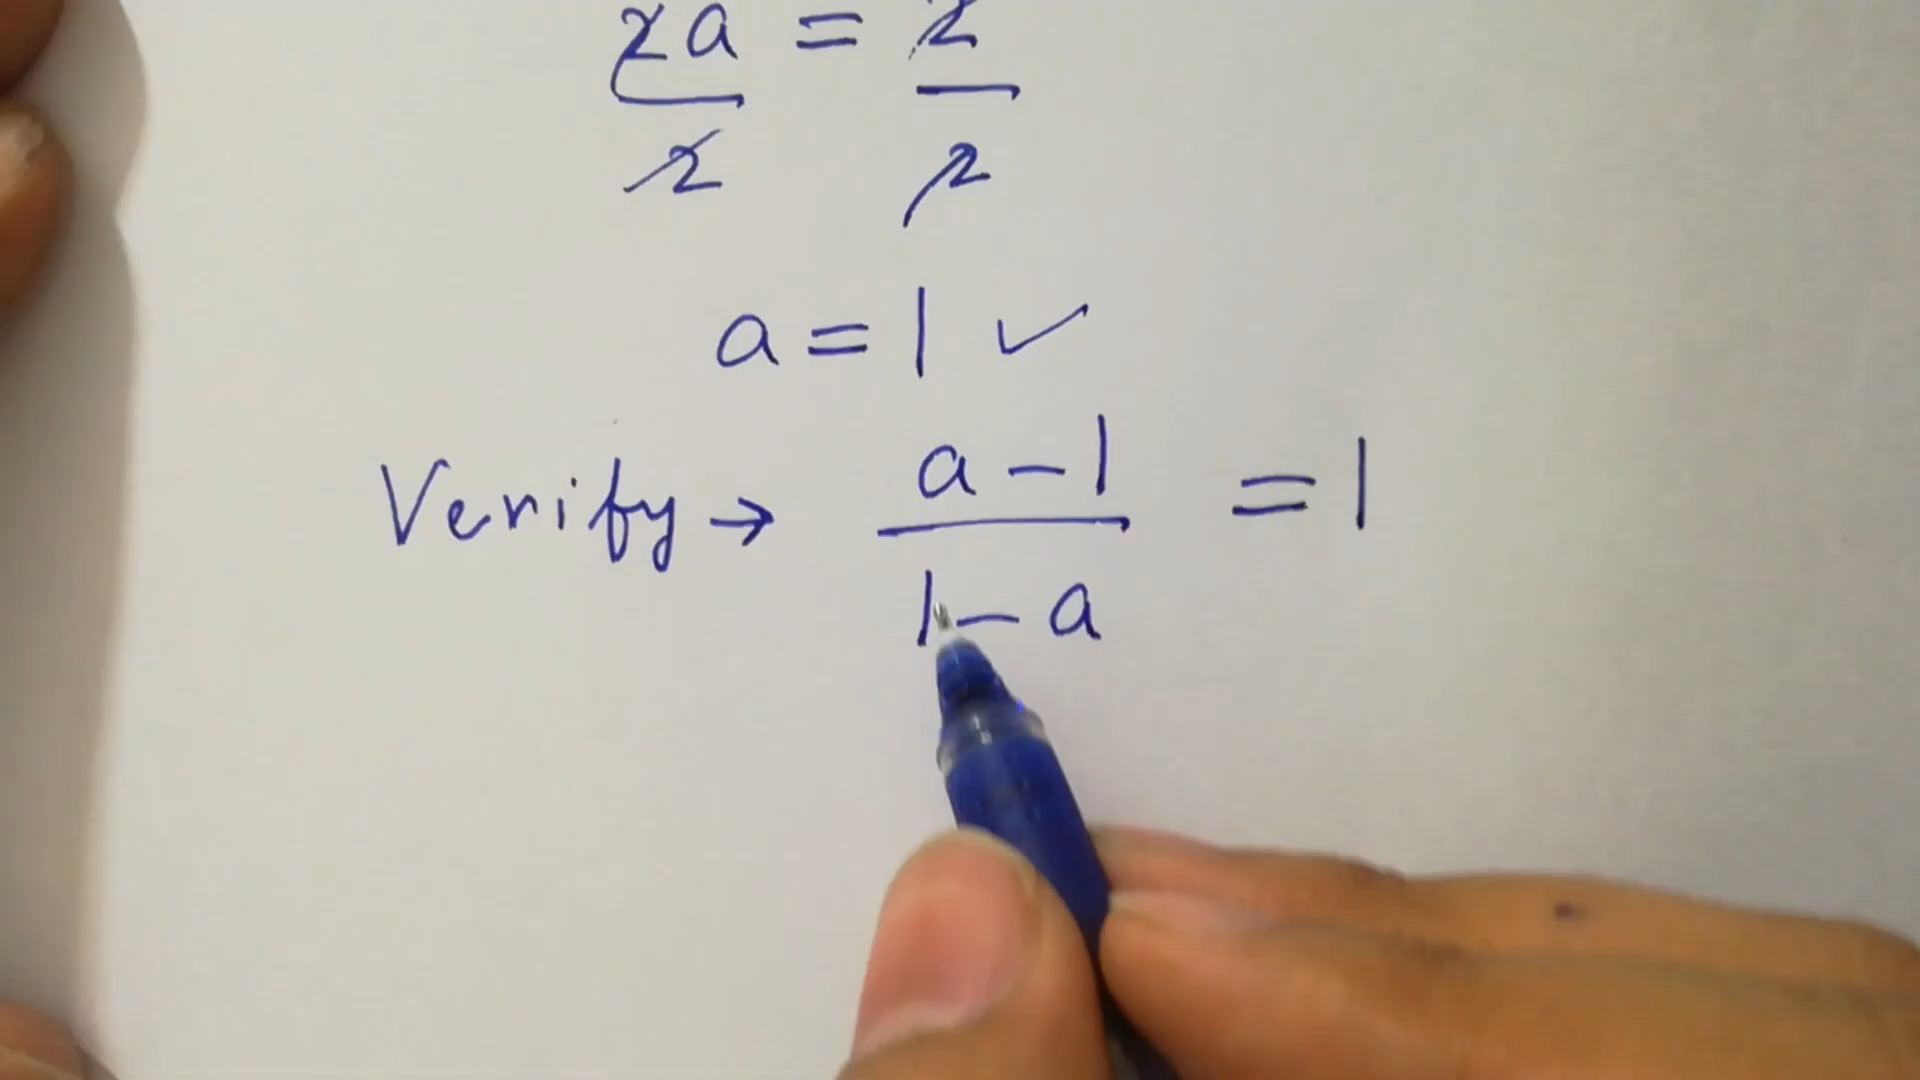 2a = 2
2 2
a = 1 ✓
Verify → a - 1 = 1
1 - a